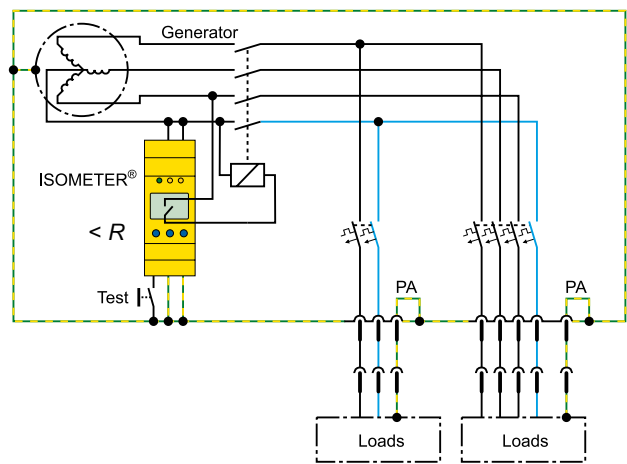 Generator
ISOMETER®
< R
Test
PA
PA
Loads
Loads